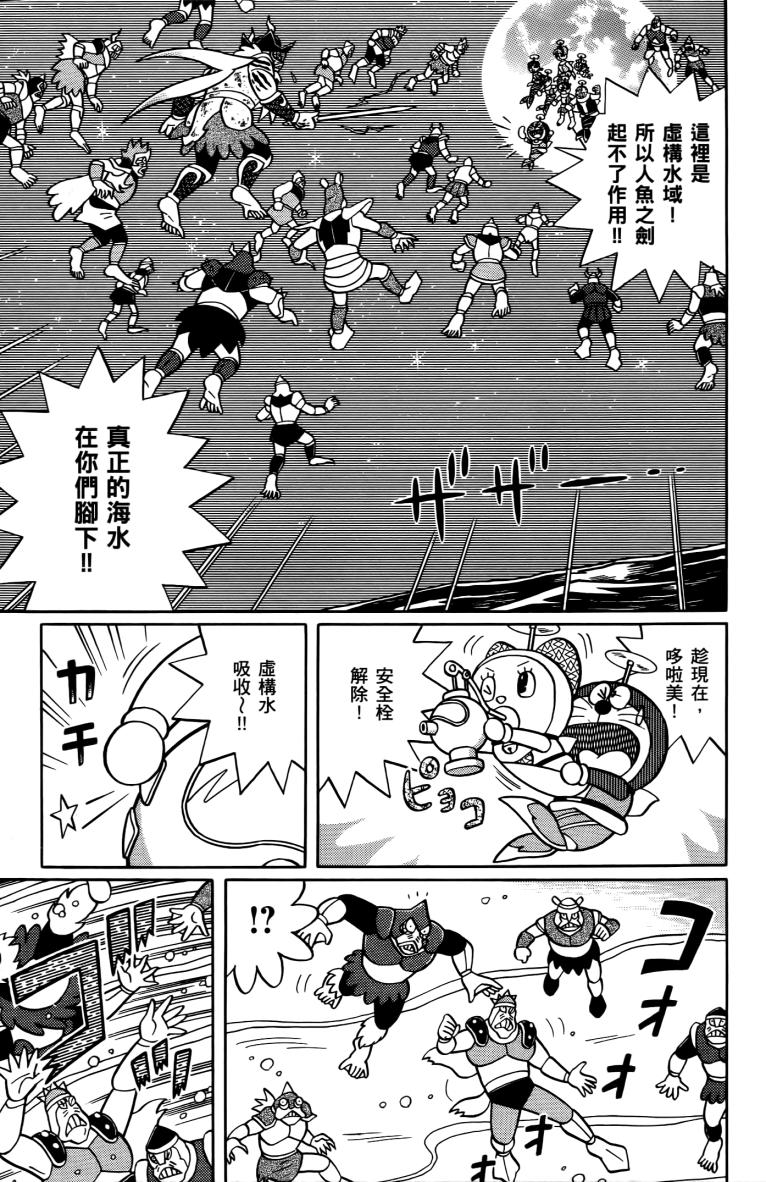 這裡是
虛構水域！
所以人魚之劍
起不了作用!!
真正的海水
在你們腳下!!
ザザー…
趁現在，
哆啦美！
安全栓
解除！
ピョコ
虛構水
吸收～!!
カチ
!?
コオオオー